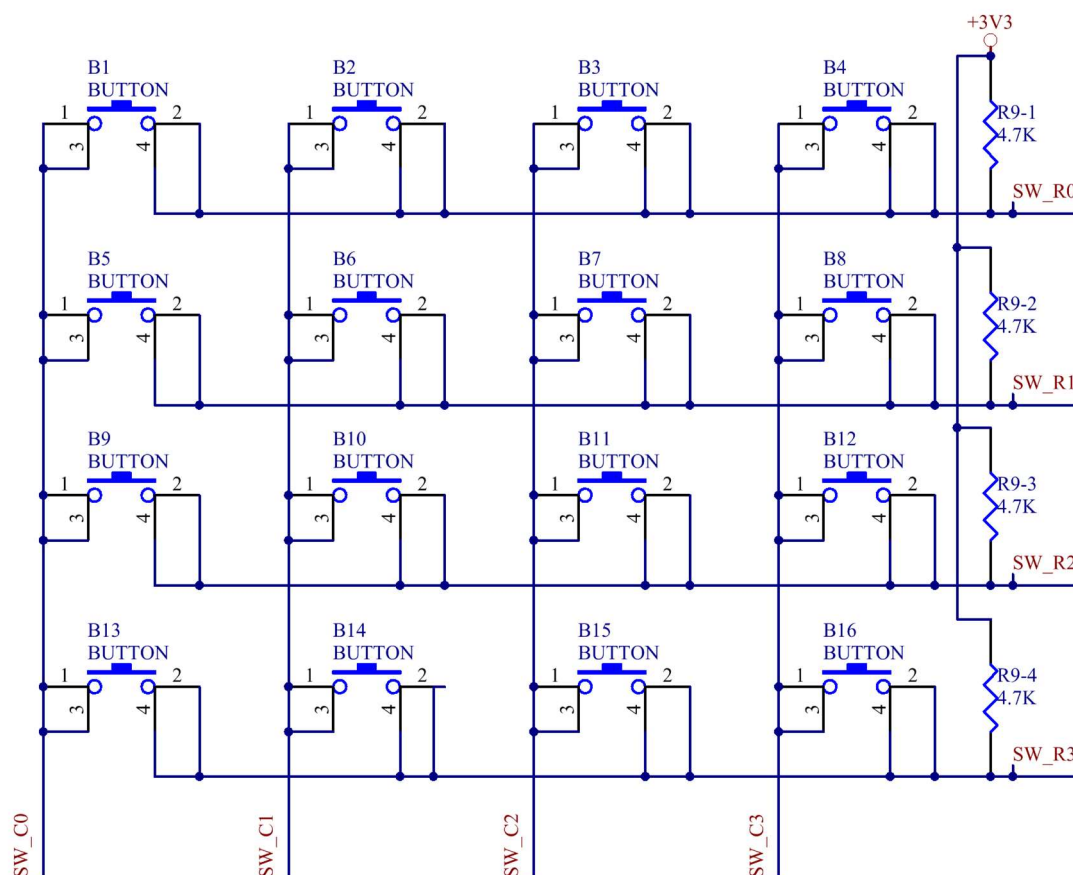 +3V3
B1
BUTTON
B2
BUTTON
B3
BUTTON
B4
BUTTON
1 2 3 4
1 2 3 4
1 2 3 4
1 2 3 4
R9-1
4.7K
SW_R0
B5
BUTTON
B6
BUTTON
B7
BUTTON
B8
BUTTON
1 2 3 4
1 2 3 4
1 2 3 4
1 2 3 4
R9-2
4.7K
SW_R1
B9
BUTTON
B10
BUTTON
B11
BUTTON
B12
BUTTON
1 2 3 4
1 2 3 4
1 2 3 4
1 2 3 4
R9-3
4.7K
SW_R2
B13
BUTTON
B14
BUTTON
B15
BUTTON
B16
BUTTON
1 2 3 4
1 2 3 4
1 2 3 4
1 2 3 4
R9-4
4.7K
SW_R3
SW_C0
SW_C1
SW_C2
SW_C3